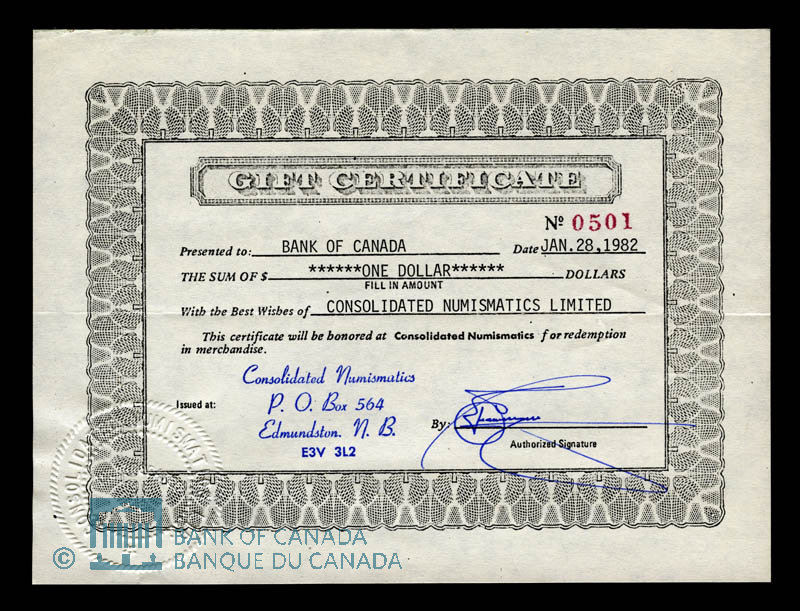 GIFT CERTIFICATE
Nº 0501
Presented to: BANK OF CANADA Date JAN.28,1982
THE SUM OF $ ******ONE DOLLAR****** DOLLARS
FILL IN AMOUNT
With the Best Wishes of CONSOLIDATED NUMISMATICS LIMITED
This certificate will be honored at Consolidated Numismatics for redemption
in merchandise.
Consolidated Numismatics
Issued at: P. O. Box 564
Edmundston, N. B.
E3V 3L2
By:
Authorized Signature
© BANK OF CANADA
BANQUE DU CANADA